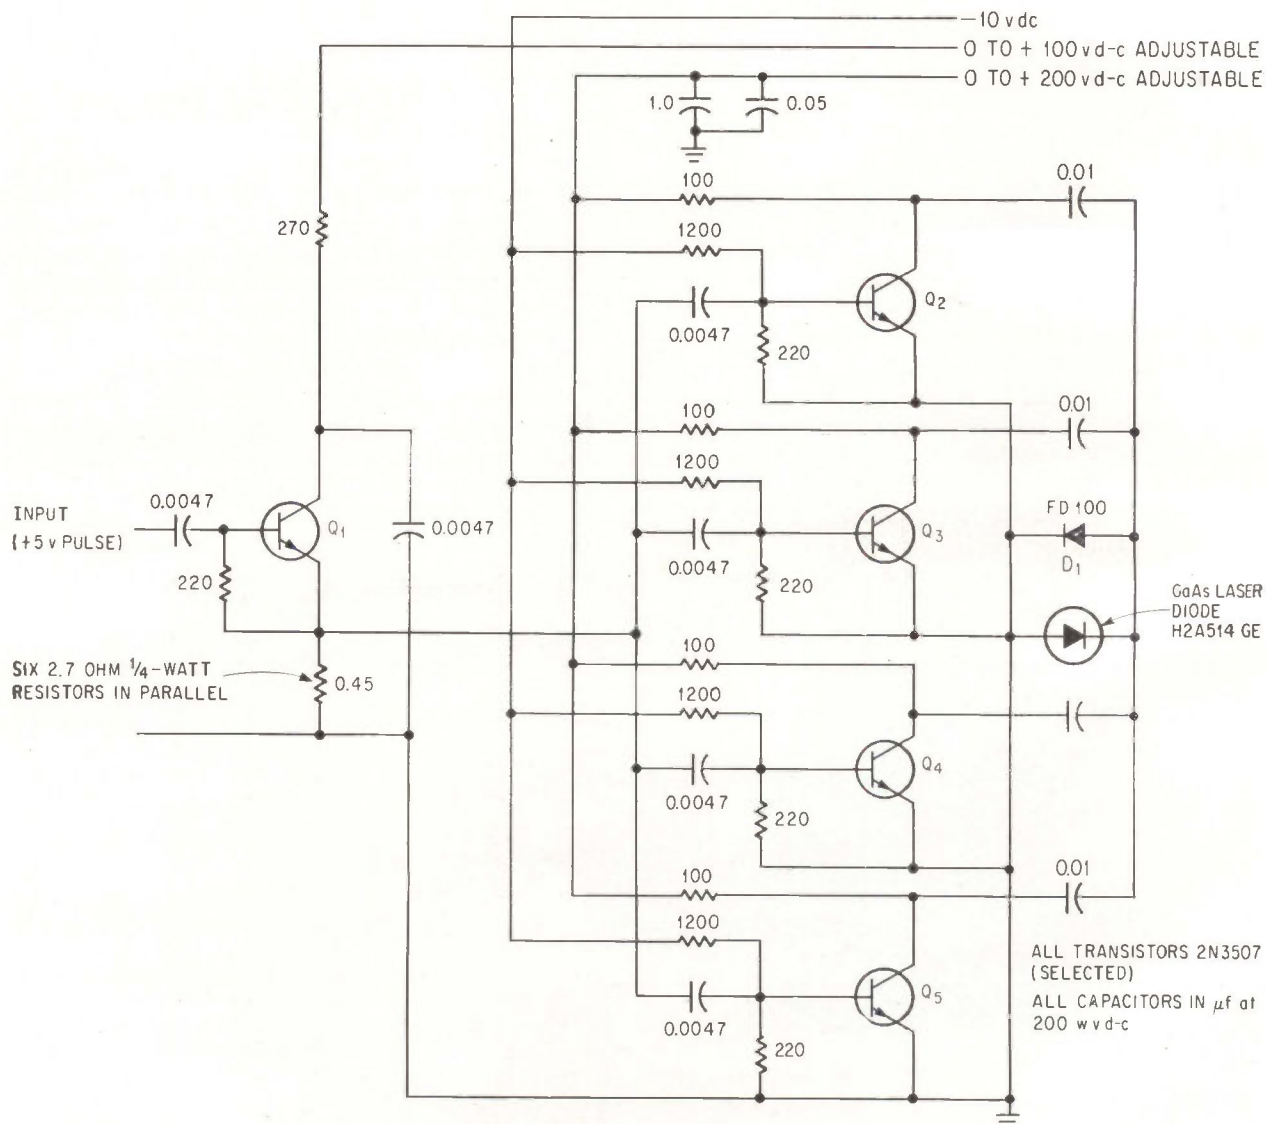 −10 vdc
0 TO + 100 v d-c ADJUSTABLE
0 TO + 200 v d-c ADJUSTABLE
1.0
0.05
100
0.01
270
1200
Q2
0.0047
220
100
0.01
1200
INPUT
(+5 v PULSE)
0.0047
Q1
0.0047
Q3
FD 100
D1
0.0047
220
220
GaAs LASER
DIODE
H2A514 GE
100
SIX 2.7 OHM 1/4-WATT
RESISTORS IN PARALLEL
0.45
1200
Q4
0.0047
220
100
0.01
1200
ALL TRANSISTORS 2N3507
(SELECTED)
ALL CAPACITORS IN μf at
200 w v d-c
Q5
0.0047
220